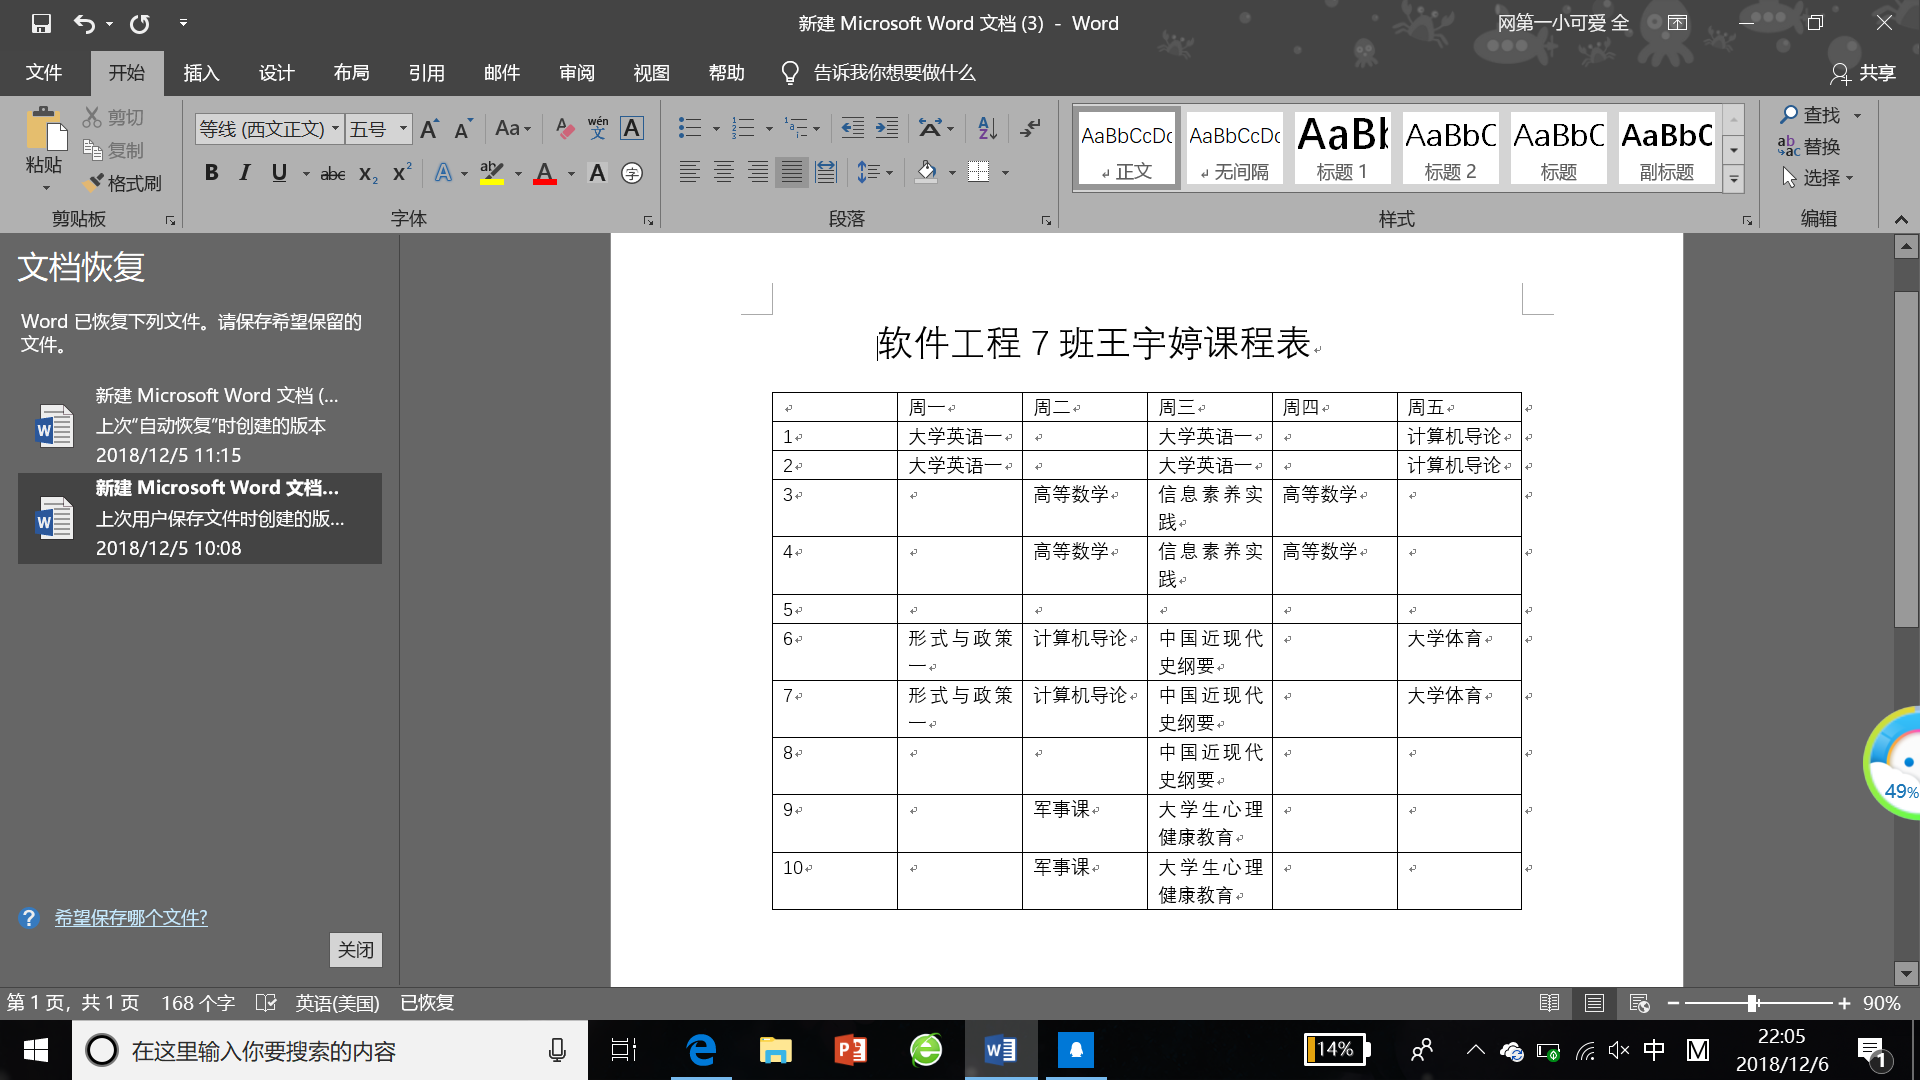 新建 Microsoft Word 文档 (3) - Word
网第一小可爱 全
文件 开始 插入 设计 布局 引用 邮件 审阅 视图 帮助 告诉我你想要做什么 共享
粘贴
剪切
复制
格式刷
剪贴板
等线 (西文正文) 五号 Aa wén 文 A
B I U abc X₂ X² A ab A A 字
字体
段落
AaBbCcDc AaBbCcDc AaBb AaBbC AaBbC AaBbC
正文 无间隔 标题 1 标题 2 标题 副标题
样式
查找
替换
选择
编辑
文档恢复
Word 已恢复下列文件。请保存希望保留的
文件。
新建 Microsoft Word 文档 (...
上次"自动恢复"时创建的版本
2018/12/5 11:15
新建 Microsoft Word 文档...
上次用户保存文件时创建的版...
2018/12/5 10:08
希望保存哪个文件?
关闭
软件工程 7 班王宇婷课程表
周一 周二 周三 周四 周五
1 大学英语一 大学英语一 计算机导论
2 大学英语一 大学英语一 计算机导论
3 高等数学 信息素养实 高等数学
践
4 高等数学 信息素养实 高等数学
践
5
6 形式与政策 计算机导论 中国近现代 大学体育
一 史纲要
7 形式与政策 计算机导论 中国近现代 大学体育
一 史纲要
8 中国近现代
史纲要
9 军事课 大学生心理
健康教育
10 军事课 大学生心理
健康教育
49%
第 1 页，共 1 页 168 个字 英语(美国) 已恢复 90%
在这里输入你要搜索的内容
14%
中
M
22:05
2018/12/6
1